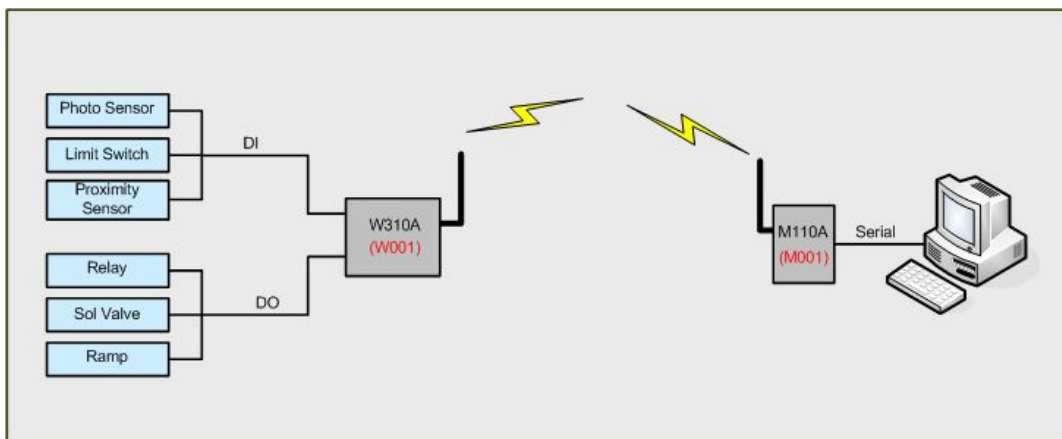 Photo Sensor
Limit Switch
Proximity
Sensor
DI
Relay
Sol Valve
Ramp
DO
W310A
(W001)
M110A
(M001)
Serial